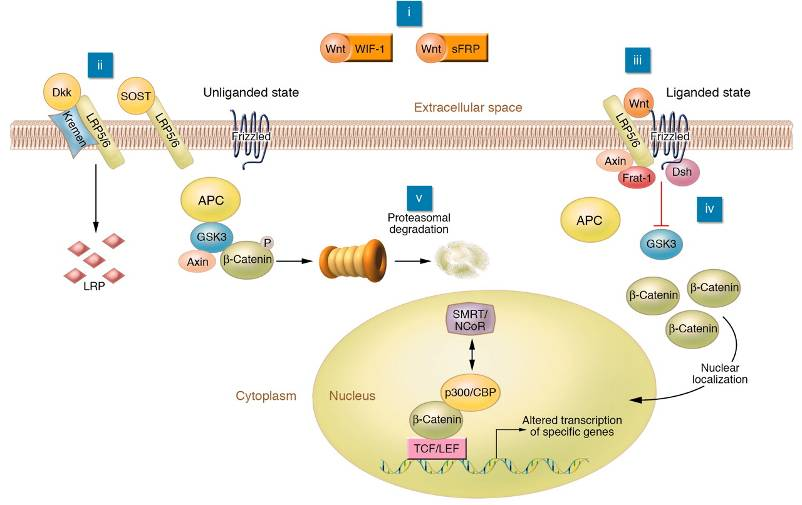 i
Wnt WIF-1
Wnt sFRP
ii
iii
Dkk
SOST
Unliganded state
Wnt
Liganded state
Extracellular space
Kremen
LRP5/6
LRP5/6
Frizzled
LRP5/6
Frizzled
Axin
Frat-1
Dsh
APC
v
iv
Proteasomal
degradation
APC
GSK3
P
GSK3
Axin
β-Catenin
LRP
β-Catenin
β-Catenin
β-Catenin
SMRT/
NCoR
Nuclear
localization
Cytoplasm
Nucleus
p300/CBP
β-Catenin
Altered transcription
of specific genes
TCF/LEF